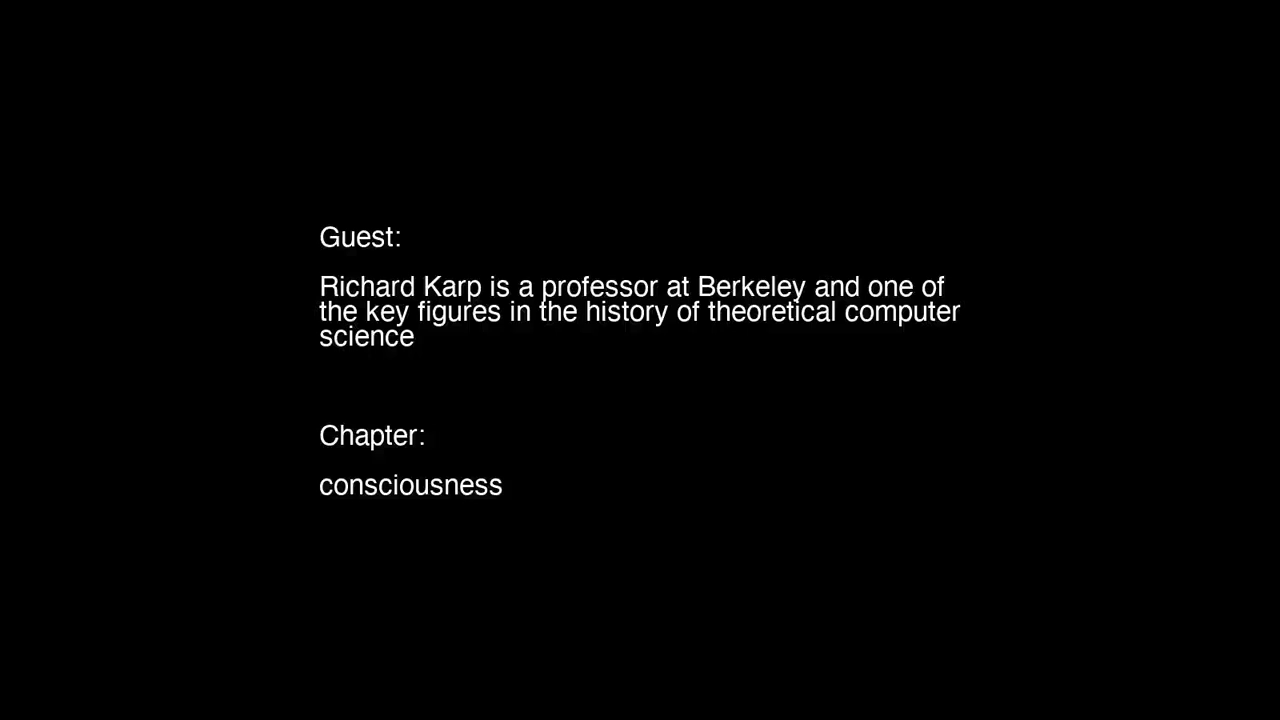 Guest:
Richard Karp is a professor at Berkeley and one of
the key figures in the history of theoretical computer
science
Chapter:
consciousness